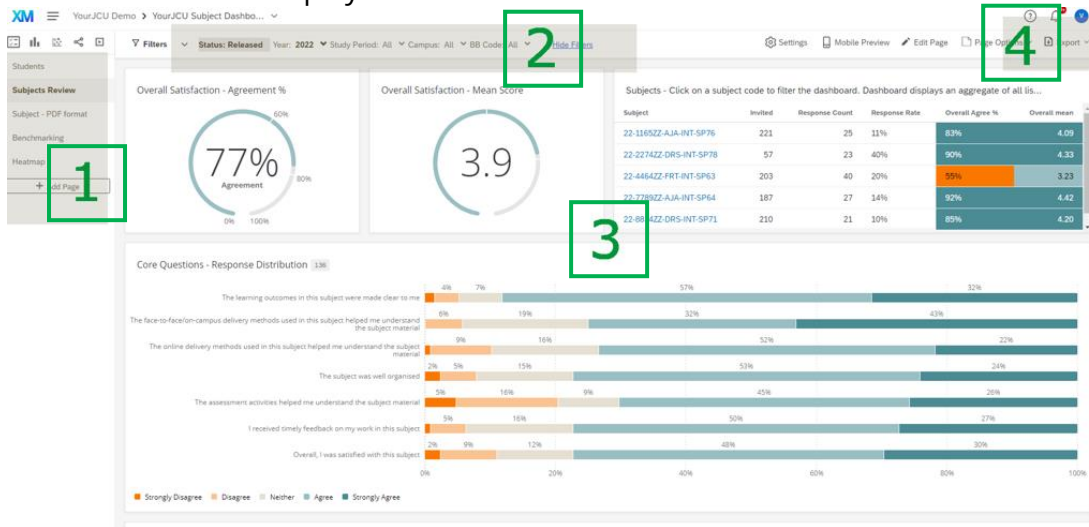 XM YourJCU Demo > YourJCU Subject Dashbo...
Filters Status: Released Year: 2022 Study Period: All Campus: All BB Code: All Hide Filters
2
Settings Mobile Preview Edit Page Page Options Export
4
Students
Subjects Review
Subject - PDF format
Benchmarking
Heatmap
+ Add Page
1
Overall Satisfaction - Agreement %
60%
77%
Agreement
80%
0% 100%
Overall Satisfaction - Mean Score
3.9
Subjects - Click on a subject code to filter the dashboard. Dashboard displays an aggregate of all lis...
Subject Invited Response Count Response Rate Overall Agree % Overall mean
22-1165ZZ-AJA-INT-SP76 221 25 11% 83% 4.09
22-2274ZZ-DRS-INT-SP78 57 23 40% 90% 4.33
22-4464ZZ-FRT-INT-SP63 203 40 20% 55% 3.23
22-7789ZZ-AJA-INT-SP64 187 27 14% 92% 4.42
210 21 10% 85% 4.20
3
Core Questions - Response Distribution 136
4% 7% 57% 32%
The learning outcomes in this subject were made clear to me
6% 19% 32% 43%
The face-to-face/on-campus delivery methods used in this subject helped me understand
the subject material
9% 16% 52% 22%
The online delivery methods used in this subject helped me understand the subject
material
2% 5% 15% 53% 24%
The subject was well organised
5% 16% 9% 45% 26%
The assessment activities helped me understand the subject material
5% 16% 50% 27%
I received timely feedback on my work in this subject
2% 9% 12% 48% 30%
Overall, I was satisfied with this subject
0% 20% 40% 60% 80% 100%
Strongly Disagree Disagree Neither Agree Strongly Agree